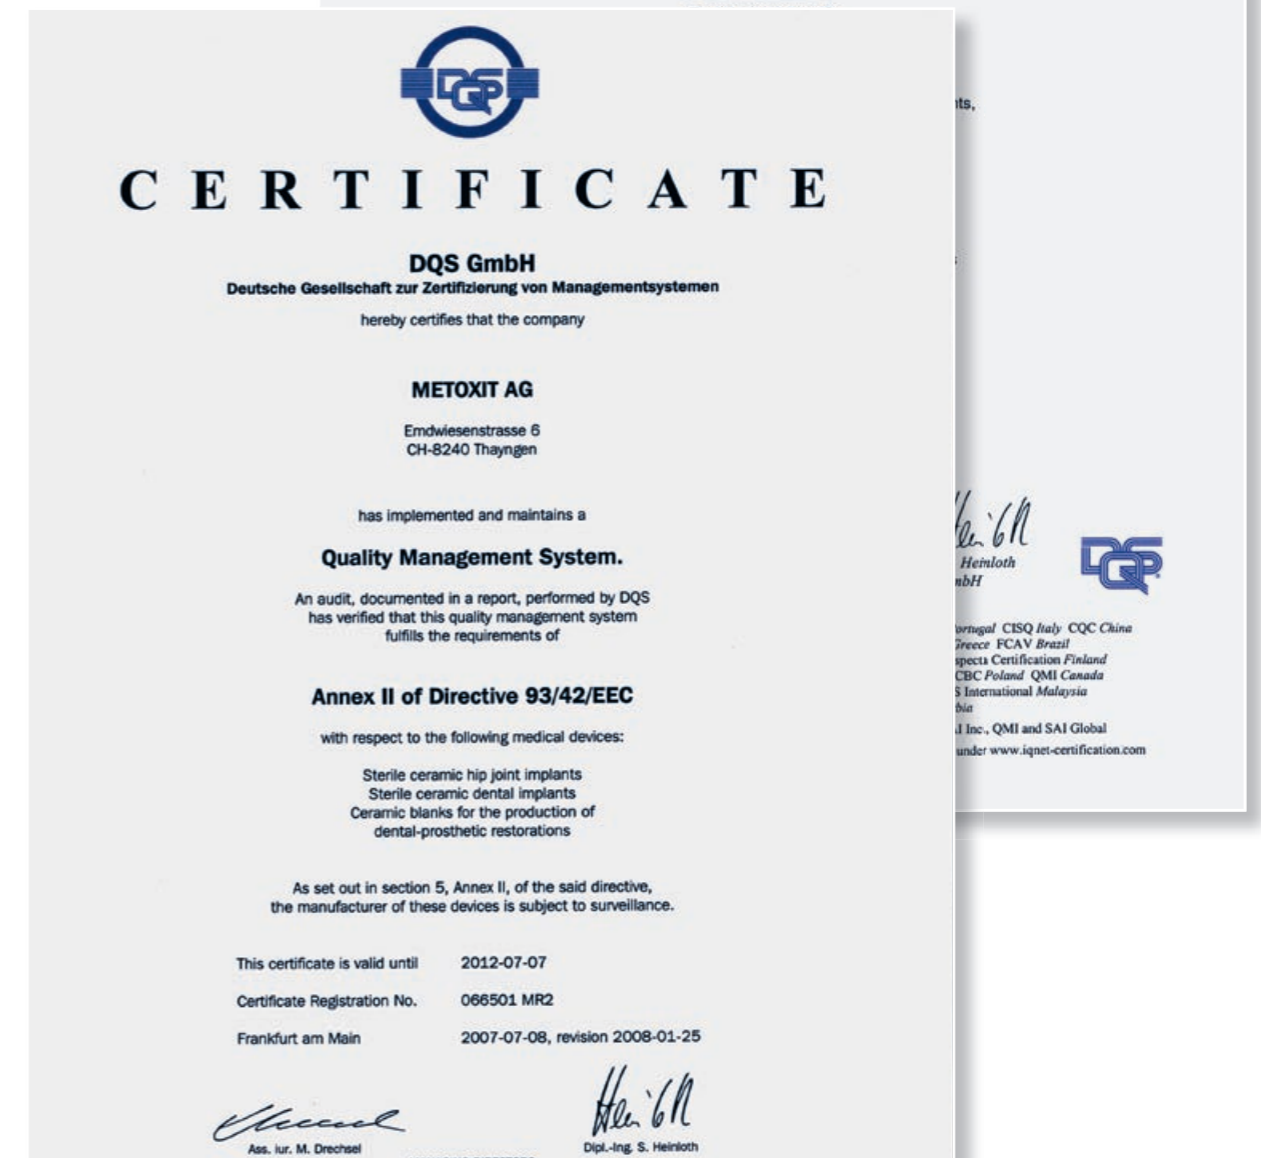 DQS
CERTIFICATE
DQS GmbH
Deutsche Gesellschaft zur Zertifizierung von Managementsystemen
hereby certifies that the company
METOXIT AG
Emdwiesenstrasse 6
CH-8240 Thayngen
has implemented and maintains a
Quality Management System.
An audit, documented in a report, performed by DQS
has verified that this quality management system
fulfills the requirements of
Annex II of Directive 93/42/EEC
with respect to the following medical devices:
Sterile ceramic hip joint implants
Sterile ceramic dental implants
Ceramic blanks for the production of
dental-prosthetic restorations
As set out in section 5, Annex II, of the said directive,
the manufacturer of these devices is subject to surveillance.
This certificate is valid until 2012-07-07
Certificate Registration No. 066501 MR2
Frankfurt am Main 2007-07-08, revision 2008-01-25
Ass. iur. M. Drechsel
Dipl.-Ing. S. Heinloth
Heinloth
DQS
CISQ Italy CQC China
FCAV Brazil
Certification Finland
Poland QMI Canada
International Malaysia
Inc., QMI and SAI Global
under www.iqnet-certification.com